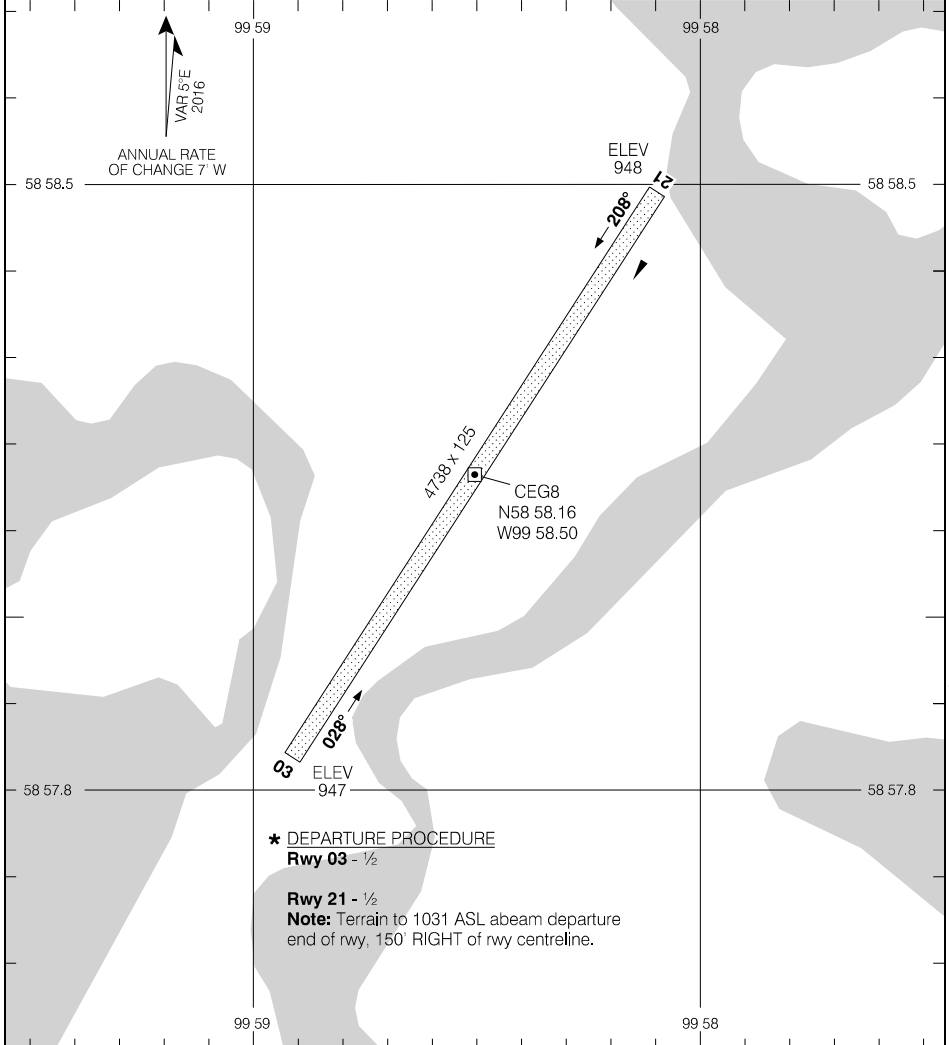 99 59
99 58
VAR 5°E
2016
ANNUAL RATE
OF CHANGE 7' W
ELEV
948
21
58 58.5
58 58.5
208°
4738 x 125
CEG8
N58 58.16
W99 58.50
028°
03
ELEV
947
58 57.8
58 57.8
* DEPARTURE PROCEDURE
Rwy 03 - ½
Rwy 21 - ½
Note: Terrain to 1031 ASL abeam departure
end of rwy, 150' RIGHT of rwy centreline.
99 59
99 58